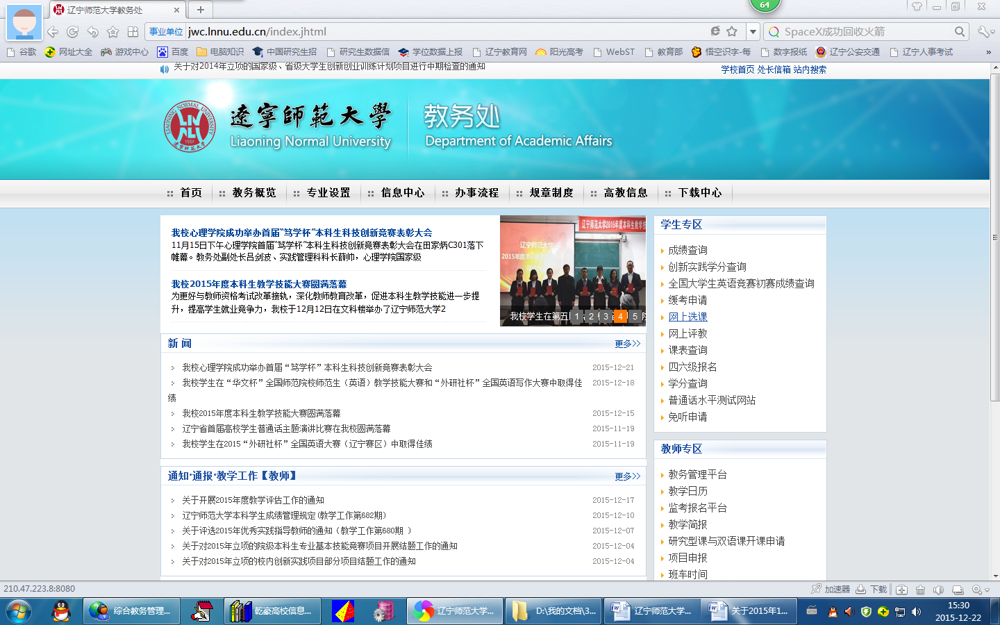 辽宁师范大学教务处
64
事业单位 jwc.lnnu.edu.cn/index.jhtml
SpaceX成功回收火箭
谷歌 网址大全 游戏中心 百度 电脑知识 中国研究生招 研究生数据信 学位数据上报 辽宁教育网 阳光高考 WebST 教育部 悟空识字-每 数字报纸 辽宁公安交通 辽宁人事考试 »
关于对2014年立项的国家级、省级大学生创新创业训练计划项目进行中期检查的通知
学校首页 处长信箱 站内搜索
遼寧師範大學 教务处
Liaoning Normal University Department of Academic Affairs
LIAONING NORMAL UNIVERSITY
1951
首页 教务概览 专业设置 信息中心 办事流程 规章制度 高教信息 下载中心
我校心理学院成功举办首届“笃学杯”本科生科技创新竞赛表彰大会
11月15日下午心理学院首届“笃学杯”本科生科技创新竞赛表彰大会在田家炳C301落下
帷幕。教务处副处长吕剑波、实践管理科科长薛帅，心理学院国家级
我校2015年度本科生教学技能大赛圆满落幕
为更好与教师资格考试改革接轨，深化教师教育改革，促进本科生教学技能进一步提
升，提高学生就业竞争力，我校于12月12日在文科楼举办了辽宁师范大学2
辽宁师范大学2015年度本科生教学技
我校学生在第五
1 2 3 4 5
新 闻 更多>>
我校心理学院成功举办首届“笃学杯”本科生科技创新竞赛表彰大会 2015-12-21
我校学生在“华文杯”全国师范院校师范生（英语）教学技能大赛和“外研社杯”全国英语写作大赛中取得佳 2015-12-18
绩
我校2015年度本科生教学技能大赛圆满落幕 2015-12-15
辽宁省首届高校学生普通话主题演讲比赛在我校圆满落幕 2015-11-19
我校学生在2015“外研社杯”全国英语大赛（辽宁赛区）中取得佳绩 2015-11-19
通知·通报·教学工作【教师】 更多>>
关于开展2015年度教学评估工作的通知 2015-12-17
辽宁师范大学本科学生成绩管理规定(教学工作第682期） 2015-12-10
关于评选2015年优秀实践指导教师的通知（教学工作第680期 ） 2015-12-07
关于对2015年立项的院级本科生专业基本技能竞赛项目开展结题工作的通知 2015-12-04
关于对2015年立项的校内创新实践项目部分项目结题工作的通知 2015-12-04
学生专区
成绩查询
创新实践学分查询
全国大学生英语竞赛初赛成绩查询
缓考申请
网上选课
网上评教
课表查询
四六级报名
学分查询
普通话水平测试网站
免听申请
教师专区
教务管理平台
教学日历
监考报名平台
教学简报
研究型课与双语课开课申请
项目申报
班车时间
210.47.223.8:8080
加速器 下载
综合教务管理... 乾豪高校信息... 辽宁师范大学... D:\我的文档\3... 辽宁师范大学... 关于2015年1...
15:30
2015-12-22